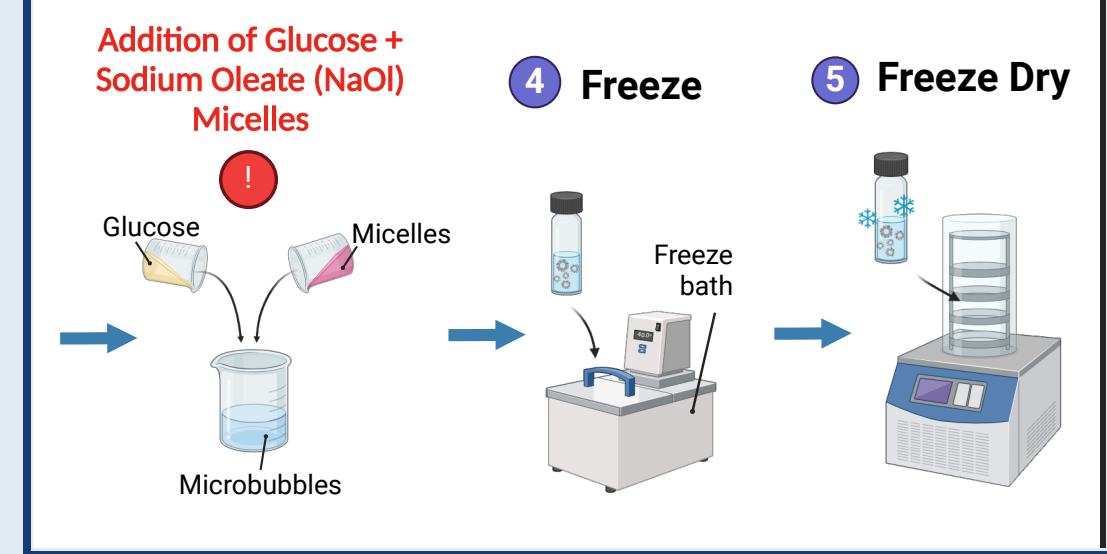 Addition of Glucose +
Sodium Oleate (NaOl)
Micelles
!
Glucose
Micelles
Microbubbles
4 Freeze
Freeze
bath
5 Freeze Dry